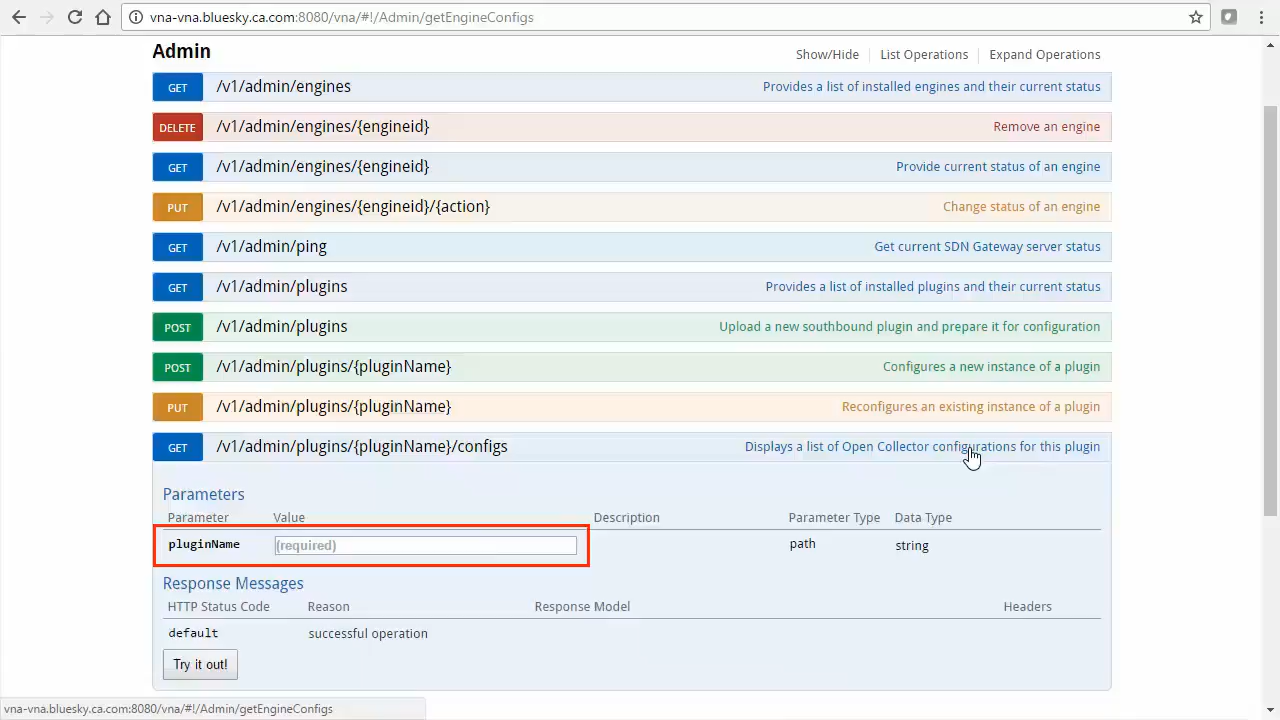 vna-vna.bluesky.ca.com:8080/vna/#!/Admin/getEngineConfigs
Admin
Show/Hide List Operations Expand Operations
GET /v1/admin/engines Provides a list of installed engines and their current status
DELETE /v1/admin/engines/{engineid} Remove an engine
GET /v1/admin/engines/{engineid} Provide current status of an engine
PUT /v1/admin/engines/{engineid}/{action} Change status of an engine
GET /v1/admin/ping Get current SDN Gateway server status
GET /v1/admin/plugins Provides a list of installed plugins and their current status
POST /v1/admin/plugins Upload a new southbound plugin and prepare it for configuration
POST /v1/admin/plugins/{pluginName} Configures a new instance of a plugin
PUT /v1/admin/plugins/{pluginName} Reconfigures an existing instance of a plugin
GET /v1/admin/plugins/{pluginName}/configs Displays a list of Open Collector configurations for this plugin
Parameters
Parameter Value Description Parameter Type Data Type
pluginName (required) path string
Response Messages
HTTP Status Code Reason Response Model Headers
default successful operation
Try it out!
vna-vna.bluesky.ca.com:8080/vna/#!/Admin/getEngineConfigs